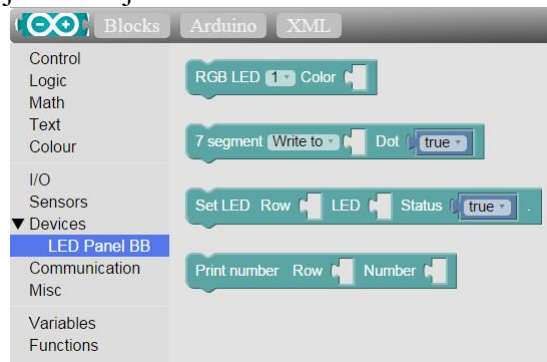 Blocks Arduino XML
Control
Logic
Math
Text
Colour
I/O
Sensors
Devices
LED Panel BB
Communication
Misc
Variables
Functions
RGB LED 1 Color
7 segment Write to Dot true
Set LED Row LED Status true .
Print number Row Number